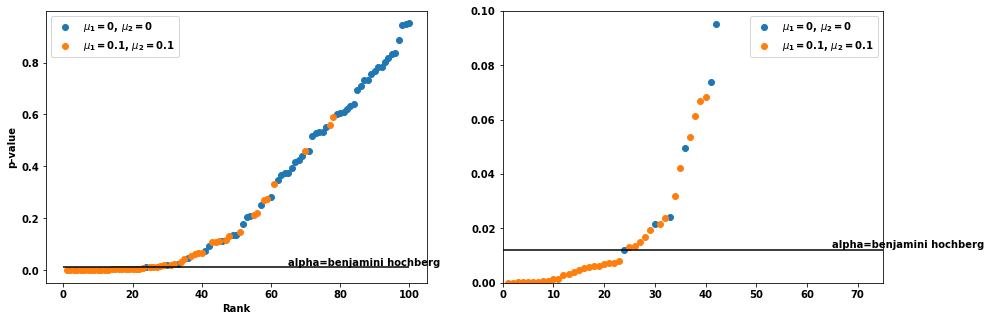 μ₁ = 0, μ₂ = 0
μ₁ = 0.1, μ₂ = 0.1
p-value
0.8
0.6
0.4
0.2
0.0
alpha=benjamini hochberg
0 20 40 60 80 100
Rank
0.10
0.08
0.06
0.04
0.02
0.00
μ₁ = 0, μ₂ = 0
μ₁ = 0.1, μ₂ = 0.1
alpha=benjamini hochberg
0 10 20 30 40 50 60 70